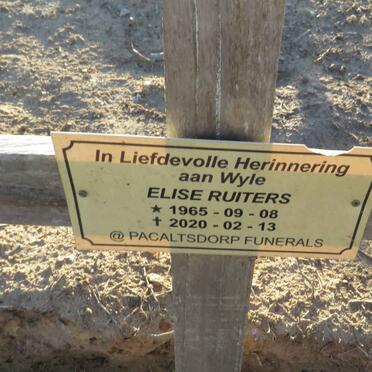 In Liefdevolle Herinnering
aan Wyle
ELISE RUITERS
★ 1965 - 09 - 08
✝ 2020 - 02 - 13
@ PACALTSDORP FUNERALS